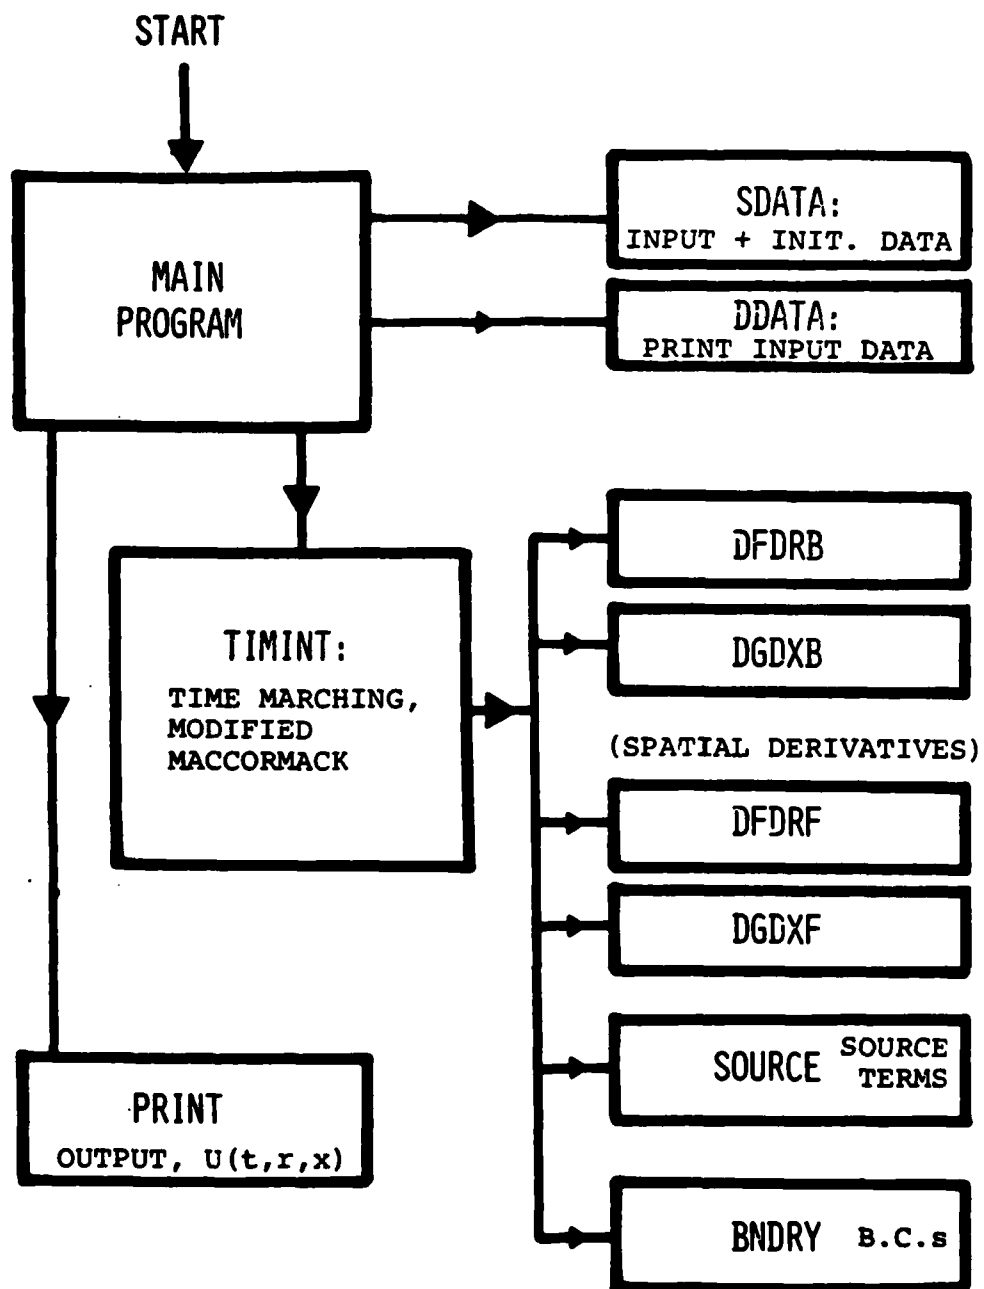 START
MAIN
PROGRAM
SDATA:
INPUT + INIT. DATA
DDATA:
PRINT INPUT DATA
TIMINT:
TIME MARCHING,
MODIFIED
MACCORMACK
DFDRB
DGDXB
(SPATIAL DERIVATIVES)
DFDRF
DGDXF
SOURCE SOURCE
TERMS
BNDRY B.C.s
PRINT
OUTPUT, U(t,r,x)